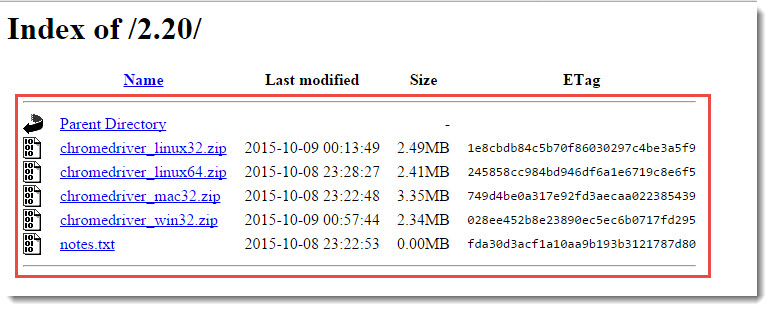 Index of /2.20/
Name Last modified Size ETag
Parent Directory -
chromedriver_linux32.zip 2015-10-09 00:13:49 2.49MB 1e8cbdb84c5b70f86030297c4be3a5f9
chromedriver_linux64.zip 2015-10-08 23:28:27 2.41MB 245858cc984bd946df6a1e6719c8e6f5
chromedriver_mac32.zip 2015-10-08 23:22:48 3.35MB 749d4be0a317e92fd3aecaa022385439
chromedriver_win32.zip 2015-10-09 00:57:44 2.34MB 028ee452b8e23890ec5ec6b0717fd295
notes.txt 2015-10-08 23:22:53 0.00MB fda30d3acf1a10aa9b193b3121787d80